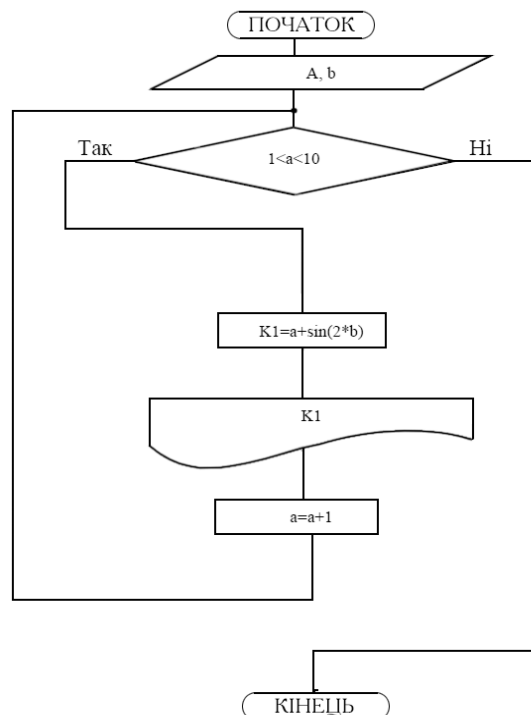 ПОЧАТОК
A, b
Так
1<a<10
Ні
K1=a+sin(2*b)
K1
a=a+1
КІНЕЦЬ